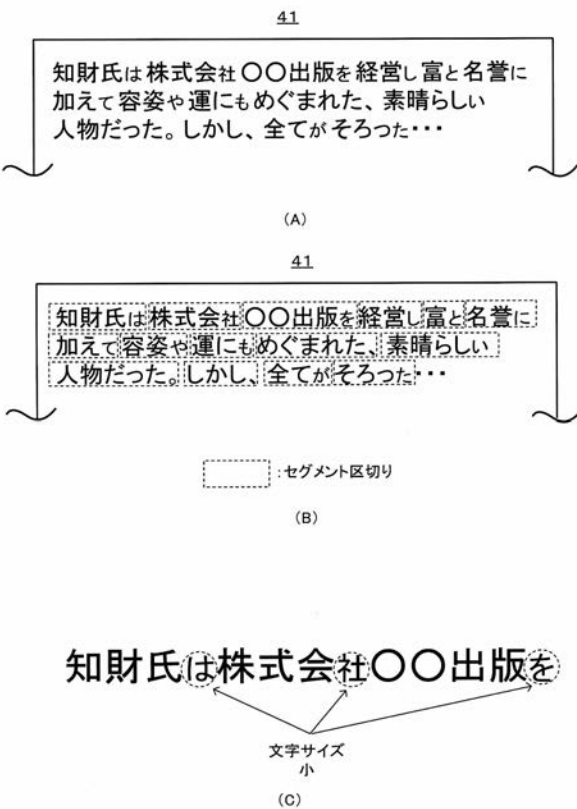 41
知財氏は株式会社〇〇出版を経営し富と名誉に
加えて容姿や運にもめぐまれた、素晴らしい
人物だった。しかし、全てがそろった・・・
(A)
41
知財氏は株式会社〇〇出版を経営し富と名誉に
加えて容姿や運にもめぐまれた、素晴らしい
人物だった。しかし、全てがそろった・・・
:セグメント区切り
(B)
知財氏は株式会社〇〇出版を
文字サイズ
小
(C)